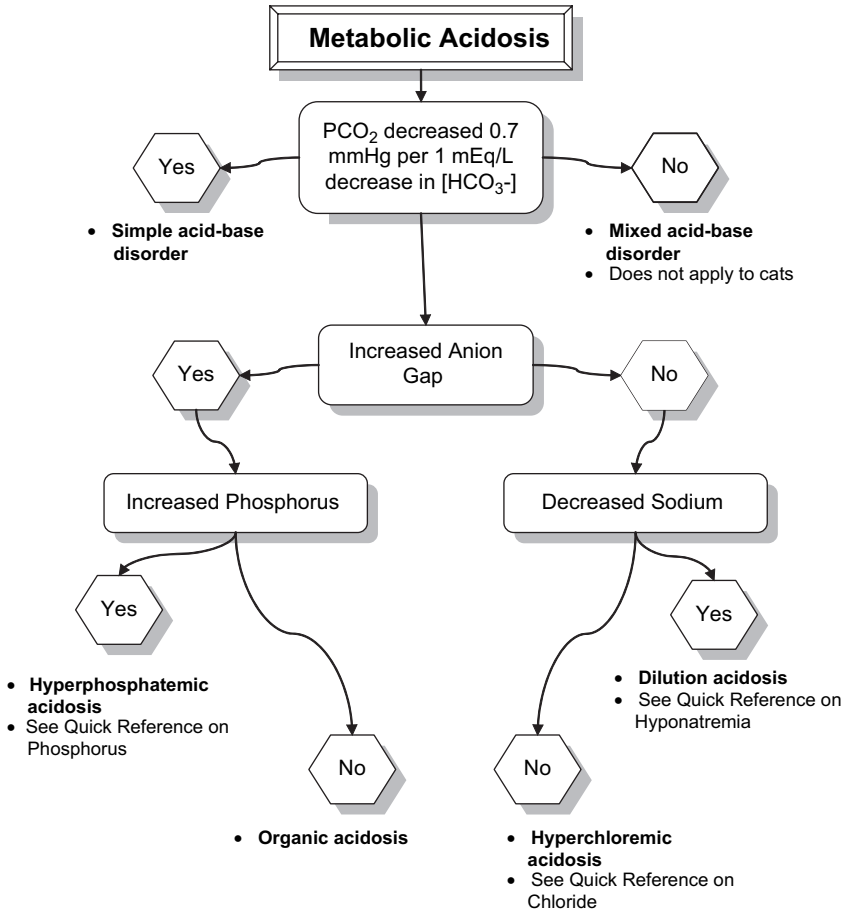 Metabolic Acidosis
PCO₂ decreased 0.7
mmHg per 1 mEq/L
decrease in [HCO₃-]
Yes
No
• Simple acid-base
disorder
• Mixed acid-base
disorder
• Does not apply to cats
Increased Anion
Gap
Yes
No
Increased Phosphorus
Decreased Sodium
Yes
Yes
• Hyperphosphatemic
acidosis
• See Quick Reference on
Phosphorus
• Dilution acidosis
• See Quick Reference on
Hyponatremia
No
No
• Organic acidosis
• Hyperchloremic
acidosis
• See Quick Reference on
Chloride